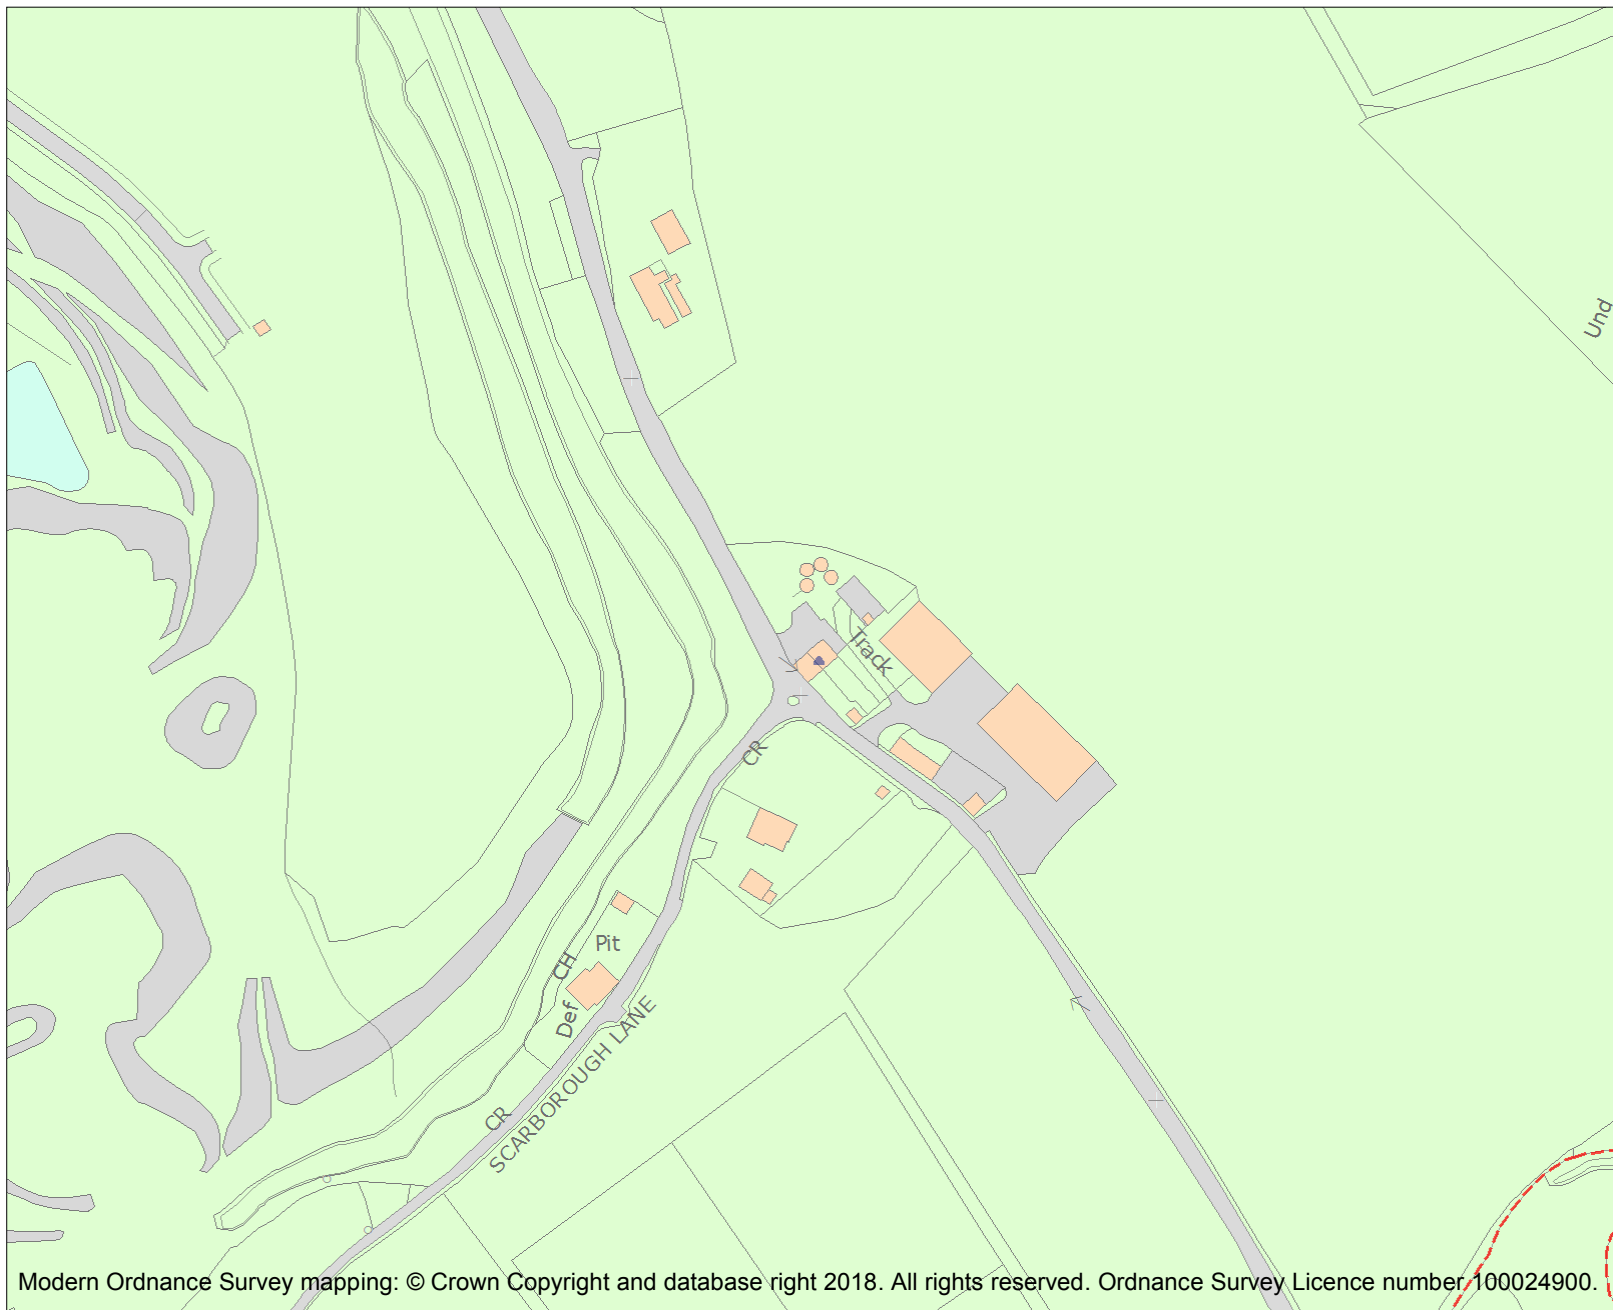 Und
Track
CR
Pit
CH
Def
SCARBOROUGH LANE
CR
Modern Ordnance Survey mapping: © Crown Copyright and database right 2018. All rights reserved. Ordnance Survey Licence number 100024900.